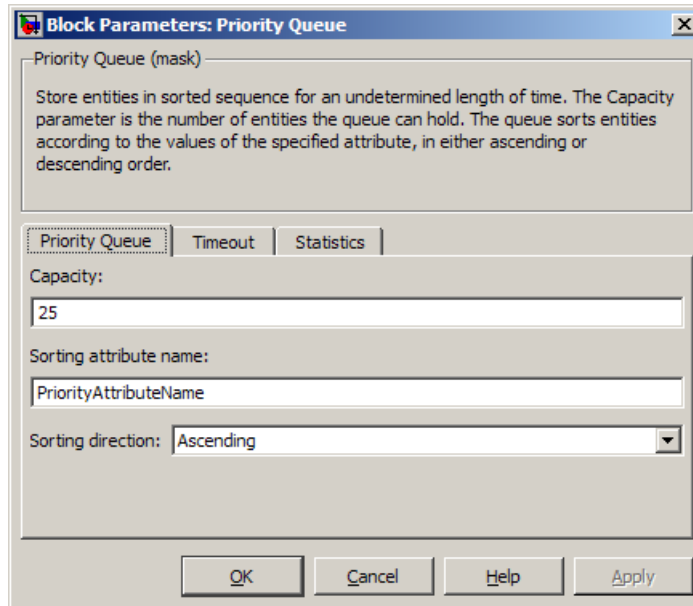 Block Parameters: Priority Queue
Priority Queue (mask)
Store entities in sorted sequence for an undetermined length of time. The Capacity
parameter is the number of entities the queue can hold. The queue sorts entities
according to the values of the specified attribute, in either ascending or
descending order.
Priority Queue Timeout Statistics
Capacity:
25
Sorting attribute name:
PriorityAttributeName
Sorting direction: Ascending
OK Cancel Help Apply